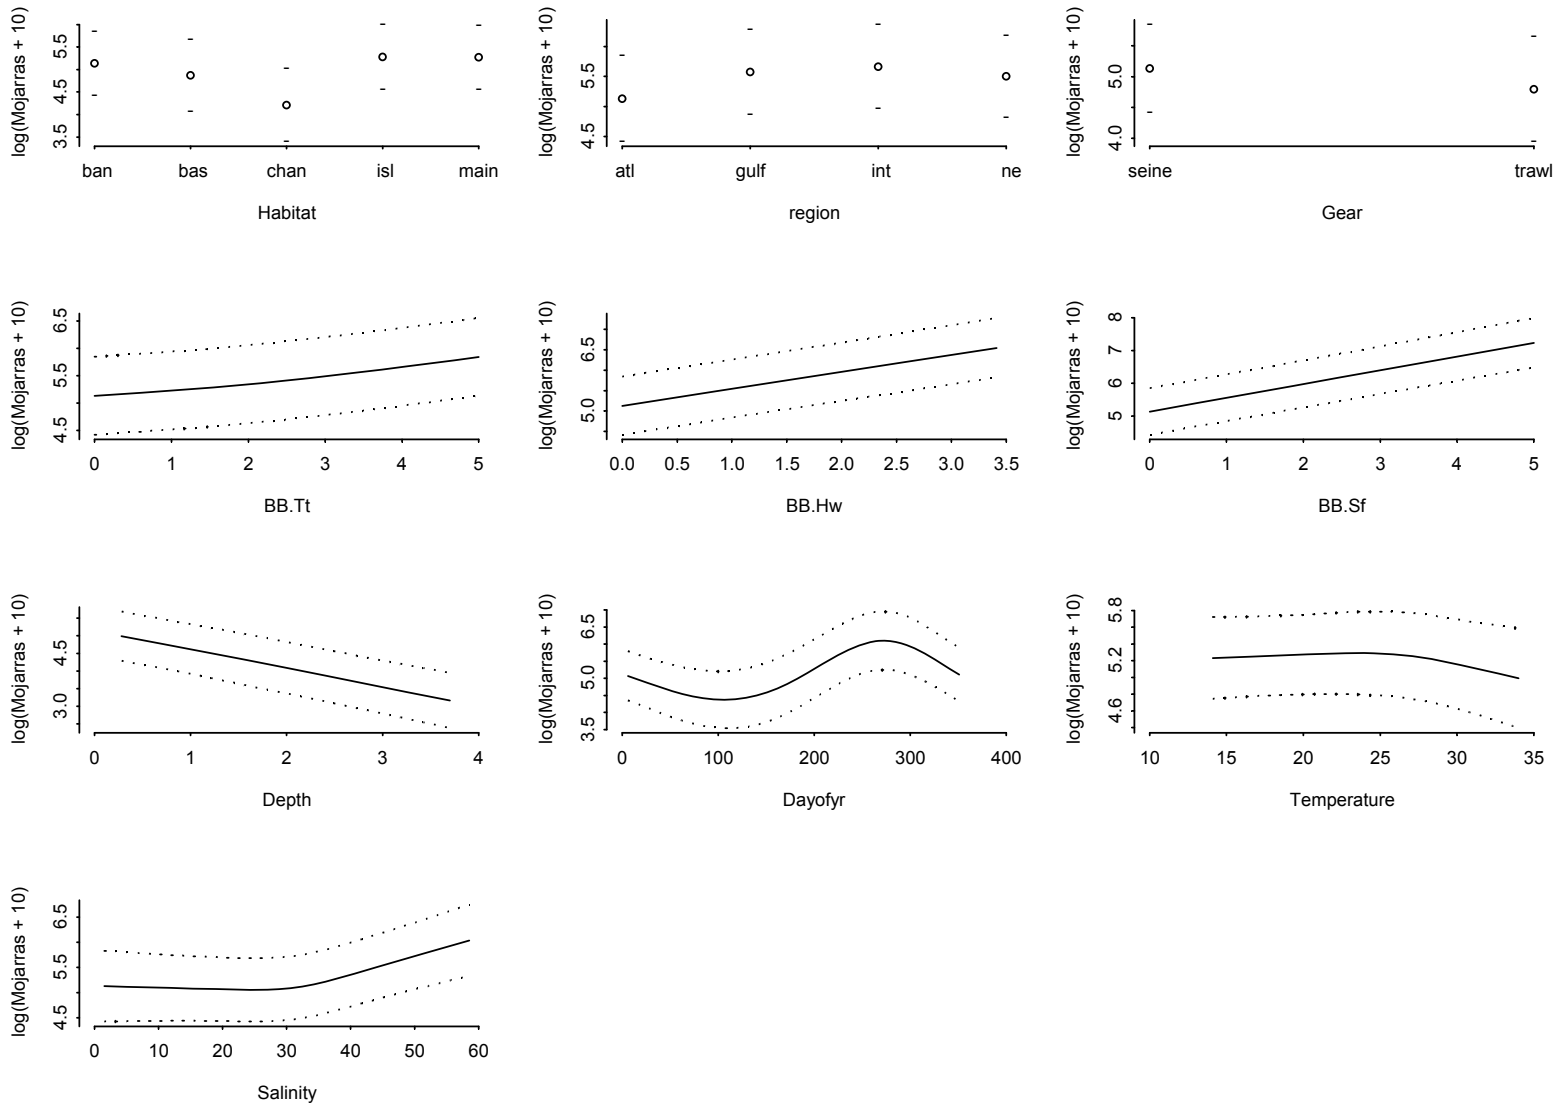 log(Mojarras + 10)
3.5 4.5 5.5
ban bas chan isl main
Habitat
log(Mojarras + 10)
4.5 5.5
atl gulf int ne
region
log(Mojarras + 10)
4.0 5.0
seine trawl
Gear
log(Mojarras + 10)
4.5 5.5 6.5
0 1 2 3 4 5
BB.Tt
log(Mojarras + 10)
5.0 6.5
0.0 0.5 1.0 1.5 2.0 2.5 3.0 3.5
BB.Hw
log(Mojarras + 10)
5 6 7 8
0 1 2 3 4 5
BB.Sf
log(Mojarras + 10)
3.0 4.5
0 1 2 3 4
Depth
log(Mojarras + 10)
3.5 5.0 6.5
0 100 200 300 400
Dayofyr
log(Mojarras + 10)
4.6 5.2 5.8
10 15 20 25 30 35
Temperature
log(Mojarras + 10)
4.5 5.5 6.5
0 10 20 30 40 50 60
Salinity